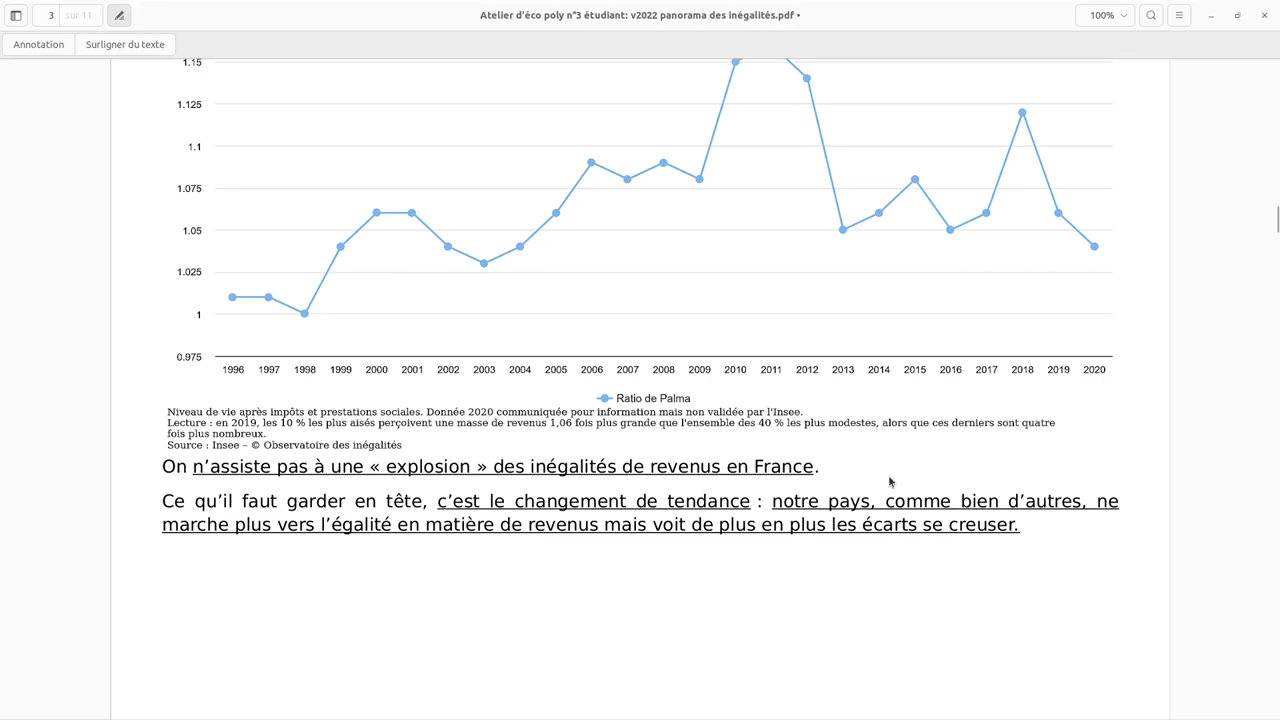 3 sur 11
Atelier d'éco poly n°3 étudiant: v2022 panorama des inégalités.pdf •
100%
Annotation
Surligner du texte
1.15
1.125
1.1
1.075
1.05
1.025
1
0.975
1996 1997 1998 1999 2000 2001 2002 2003 2004 2005 2006 2007 2008 2009 2010 2011 2012 2013 2014 2015 2016 2017 2018 2019 2020
Ratio de Palma
Niveau de vie après impôts et prestations sociales. Donnée 2020 communiquée pour information mais non validée par l'Insee.
Lecture : en 2019, les 10 % les plus aisés perçoivent une masse de revenus 1,06 fois plus grande que l'ensemble des 40 % les plus modestes, alors que ces derniers sont quatre
fois plus nombreux.
Source : Insee – © Observatoire des inégalités
On n’assiste pas à une « explosion » des inégalités de revenus en France.
Ce qu’il faut garder en tête, c’est le changement de tendance : notre pays, comme bien d’autres, ne
marche plus vers l’égalité en matière de revenus mais voit de plus en plus les écarts se creuser.